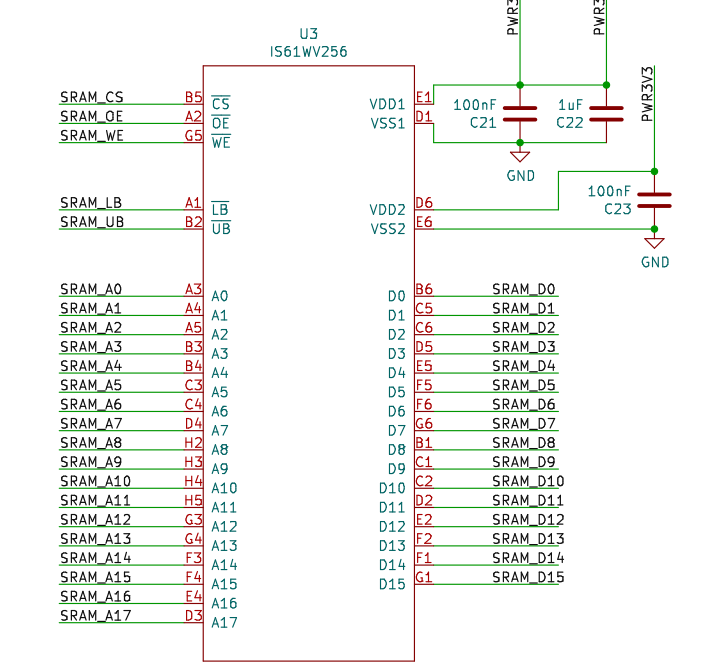 PWR3
PWR3
U3
IS61WV256
PWR3V3
SRAM_CS B5 CS VDD1 E1 100nF 1uF
SRAM_OE A2 OE VSS1 D1 C21 C22
SRAM_WE G5 WE
GND
100nF
SRAM_LB A1 LB VDD2 D6 C23
SRAM_UB B2 UB VSS2 E6
GND
SRAM_A0 A3 A0 D0 B6 SRAM_D0
SRAM_A1 A4 A1 D1 C5 SRAM_D1
SRAM_A2 A5 A2 D2 C6 SRAM_D2
SRAM_A3 B3 A3 D3 D5 SRAM_D3
SRAM_A4 B4 A4 D4 E5 SRAM_D4
SRAM_A5 C3 A5 D5 F5 SRAM_D5
SRAM_A6 C4 A6 D6 F6 SRAM_D6
SRAM_A7 D4 A7 D7 G6 SRAM_D7
SRAM_A8 H2 A8 D8 B1 SRAM_D8
SRAM_A9 H3 A9 D9 C1 SRAM_D9
SRAM_A10 H4 A10 D10 C2 SRAM_D10
SRAM_A11 H5 A11 D11 D2 SRAM_D11
SRAM_A12 G3 A12 D12 E2 SRAM_D12
SRAM_A13 G4 A13 D13 F2 SRAM_D13
SRAM_A14 F3 A14 D14 F1 SRAM_D14
SRAM_A15 F4 A15 D15 G1 SRAM_D15
SRAM_A16 E4 A16
SRAM_A17 D3 A17